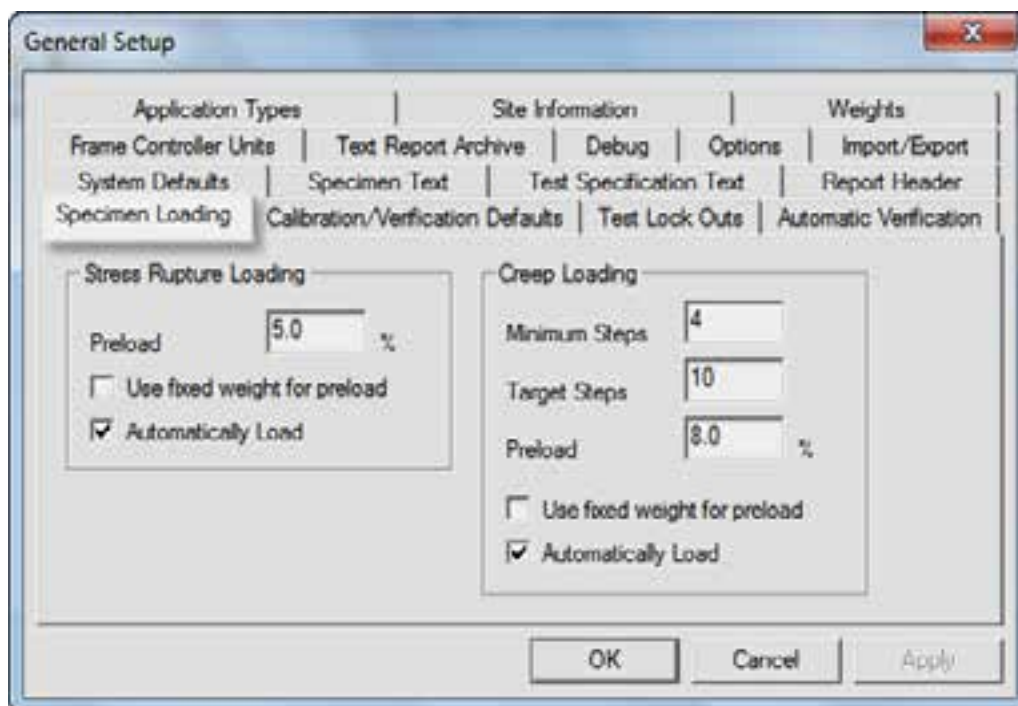 General Setup
Application Types
Site Information
Weights
Frame Controller Units
Text Report Archive
Debug
Options
Import/Export
System Defaults
Specimen Text
Test Specification Text
Report Header
Specimen Loading
Calibration/Verification Defaults
Test Lock Outs
Automatic Verification
Stress Rupture Loading
Preload 5.0 %
Use fixed weight for preload
Automatically Load
Creep Loading
Minimum Steps 4
Target Steps 10
Preload 8.0 %
Use fixed weight for preload
Automatically Load
OK
Cancel
Apply